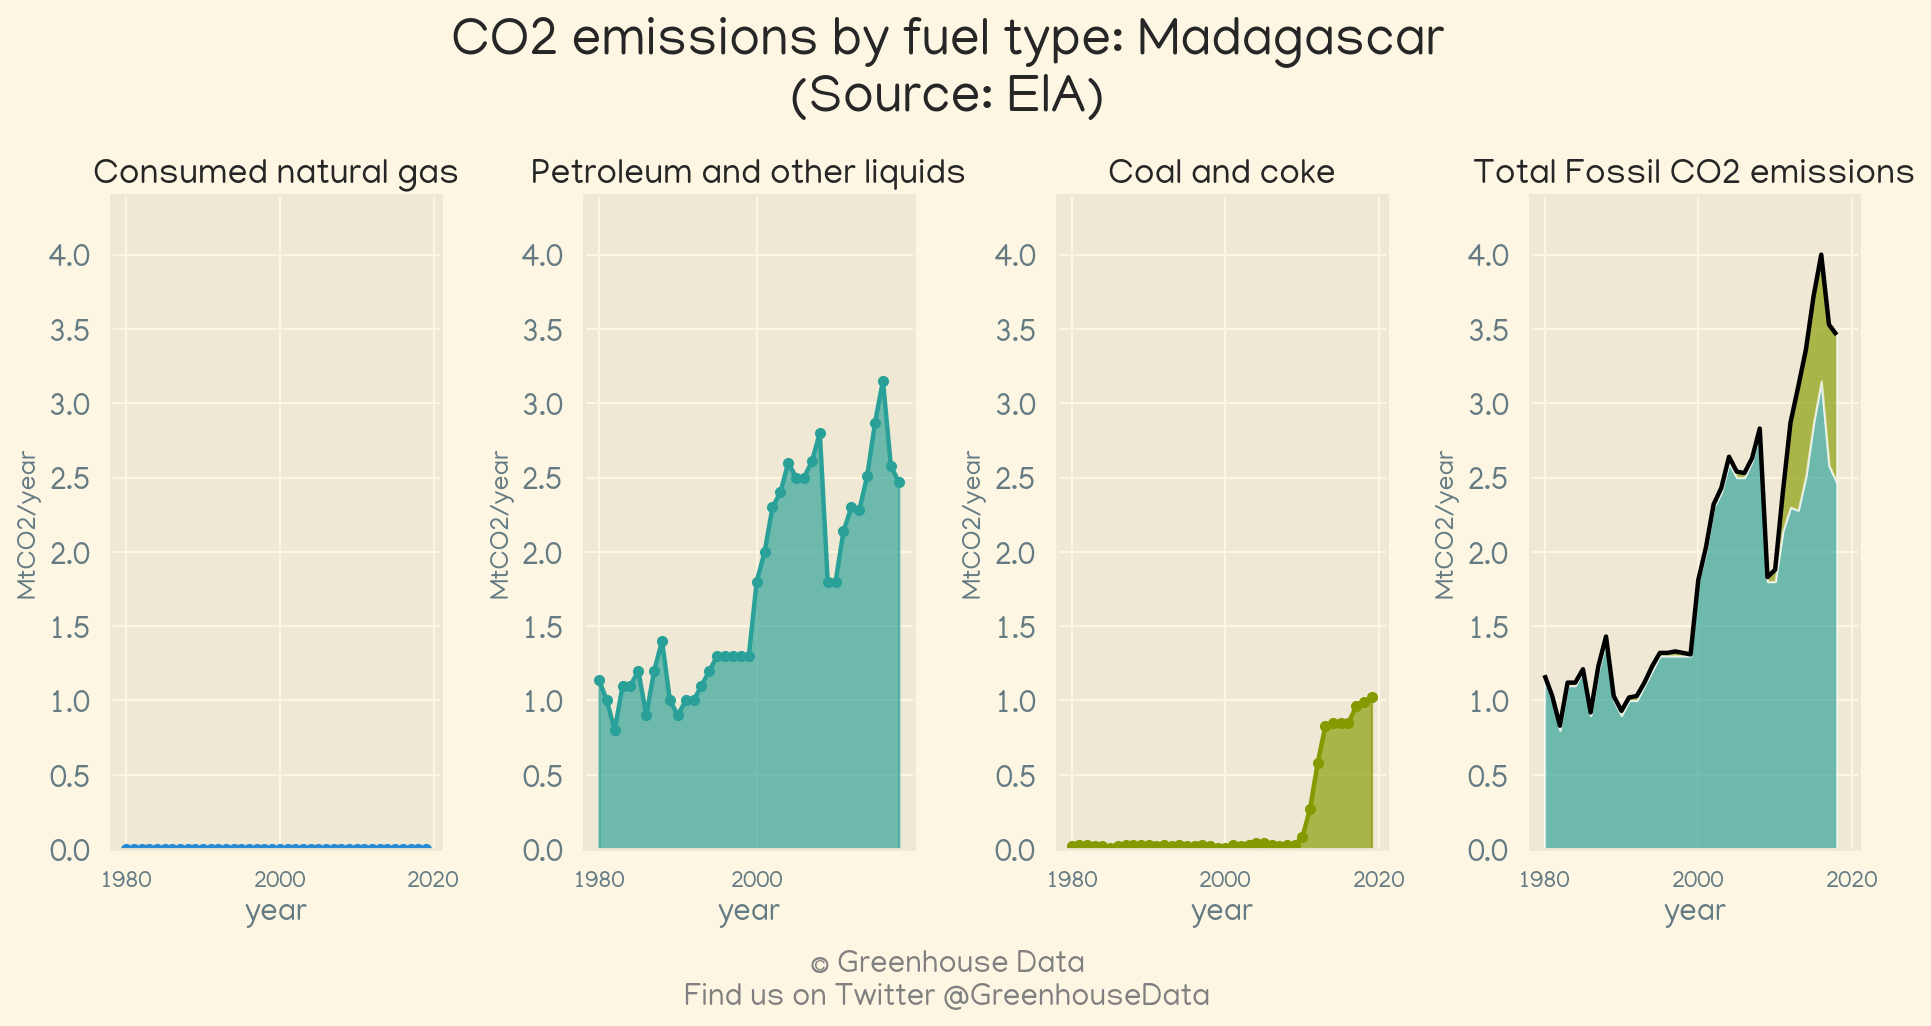 CO2 emissions by fuel type: Madagascar
(Source: EIA)
Consumed natural gas
MtCO2/year
4.0
3.5
3.0
2.5
2.0
1.5
1.0
0.5
0.0
1980 2000 2020
year
Petroleum and other liquids
MtCO2/year
4.0
3.5
3.0
2.5
2.0
1.5
1.0
0.5
0.0
1980 2000
year
Coal and coke
MtCO2/year
4.0
3.5
3.0
2.5
2.0
1.5
1.0
0.5
0.0
1980 2000 2020
year
Total Fossil CO2 emissions
MtCO2/year
4.0
3.5
3.0
2.5
2.0
1.5
1.0
0.5
0.0
1980 2000 2020
year
© Greenhouse Data
Find us on Twitter @GreenhouseData